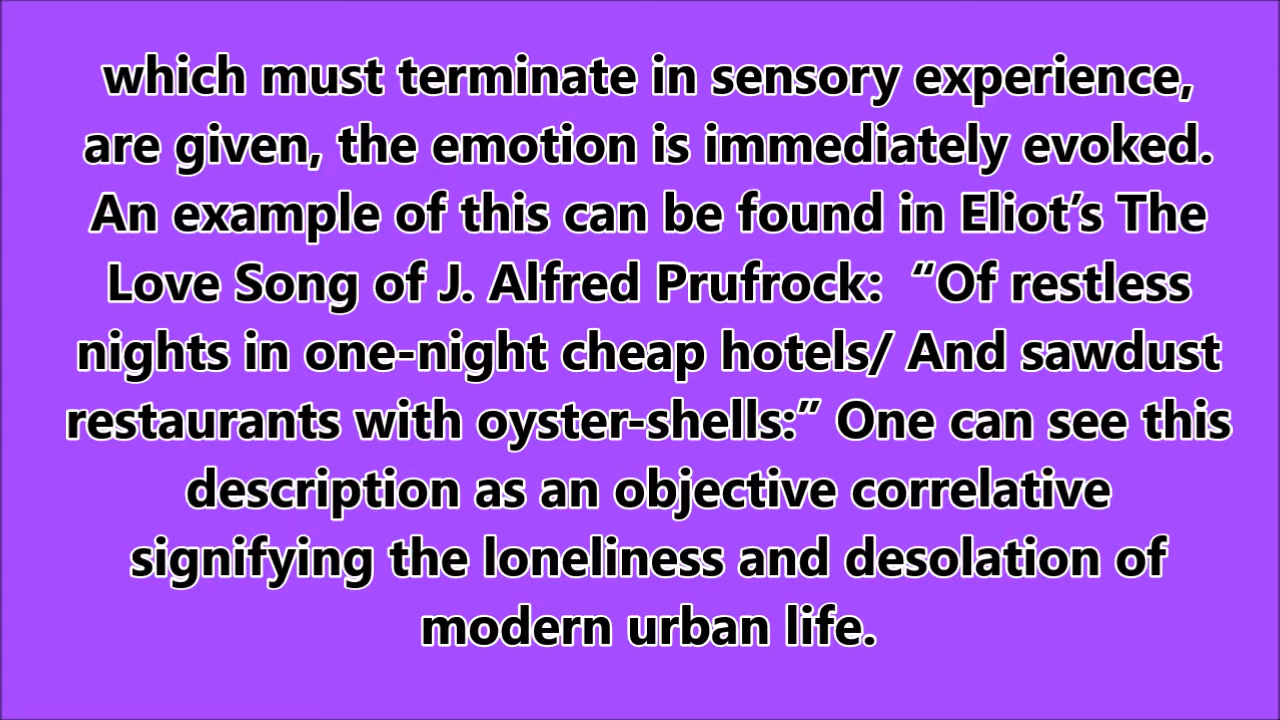 which must terminate in sensory experience,
are given, the emotion is immediately evoked.
An example of this can be found in Eliot’s The
Love Song of J. Alfred Prufrock:  “Of restless
nights in one-night cheap hotels/ And sawdust
restaurants with oyster-shells:” One can see this
description as an objective correlative
signifying the loneliness and desolation of
modern urban life.